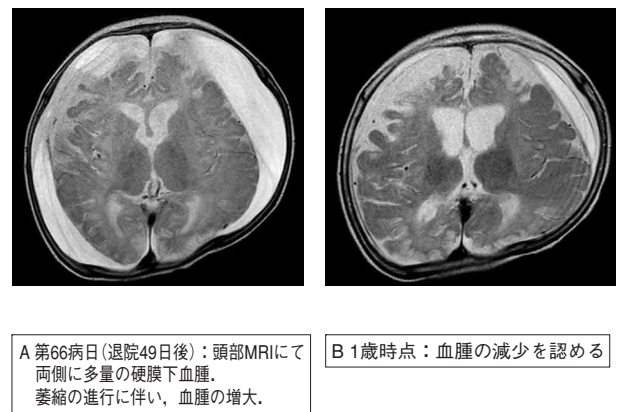 A 第66病日（退院49日後）：頭部MRIにて
両側に多量の硬膜下血腫．
萎縮の進行に伴い，血腫の増大．
B 1歳時点：血腫の減少を認める